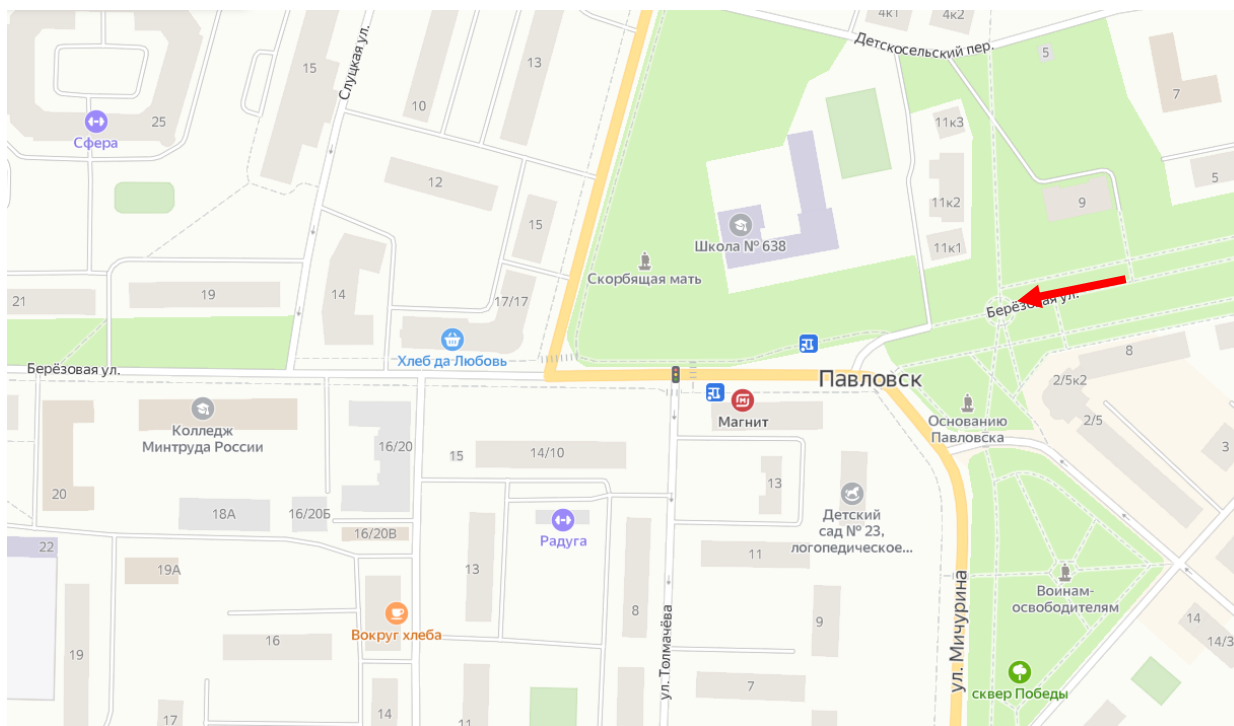 4к1
4к2
Детскосельский пер.
5
15
Слуцкая ул.
13
10
7
25
Сфера
11к3
12
5
11к2
9
15
Школа № 638
11к1
Скорбящая мать
21
19
14
17/17
Берёзовая ул.
Хлеб да Любовь
8
Берёзовая ул.
Павловск
2/5к2
Магнит
Основанию
Павловска
2/5
Колледж
Минтруда России
16/20
15
14/10
3
20
13
18А
16/20Б
Детский
сад № 23,
логопедическое...
16/20В
Радуга
22
11
19А
13
Воинам-
освободителям
Вокруг хлеба
8
ул. Толмачёва
9
ул. Мичурина
14
14/3
16
19
7
сквер Победы
17
14
11